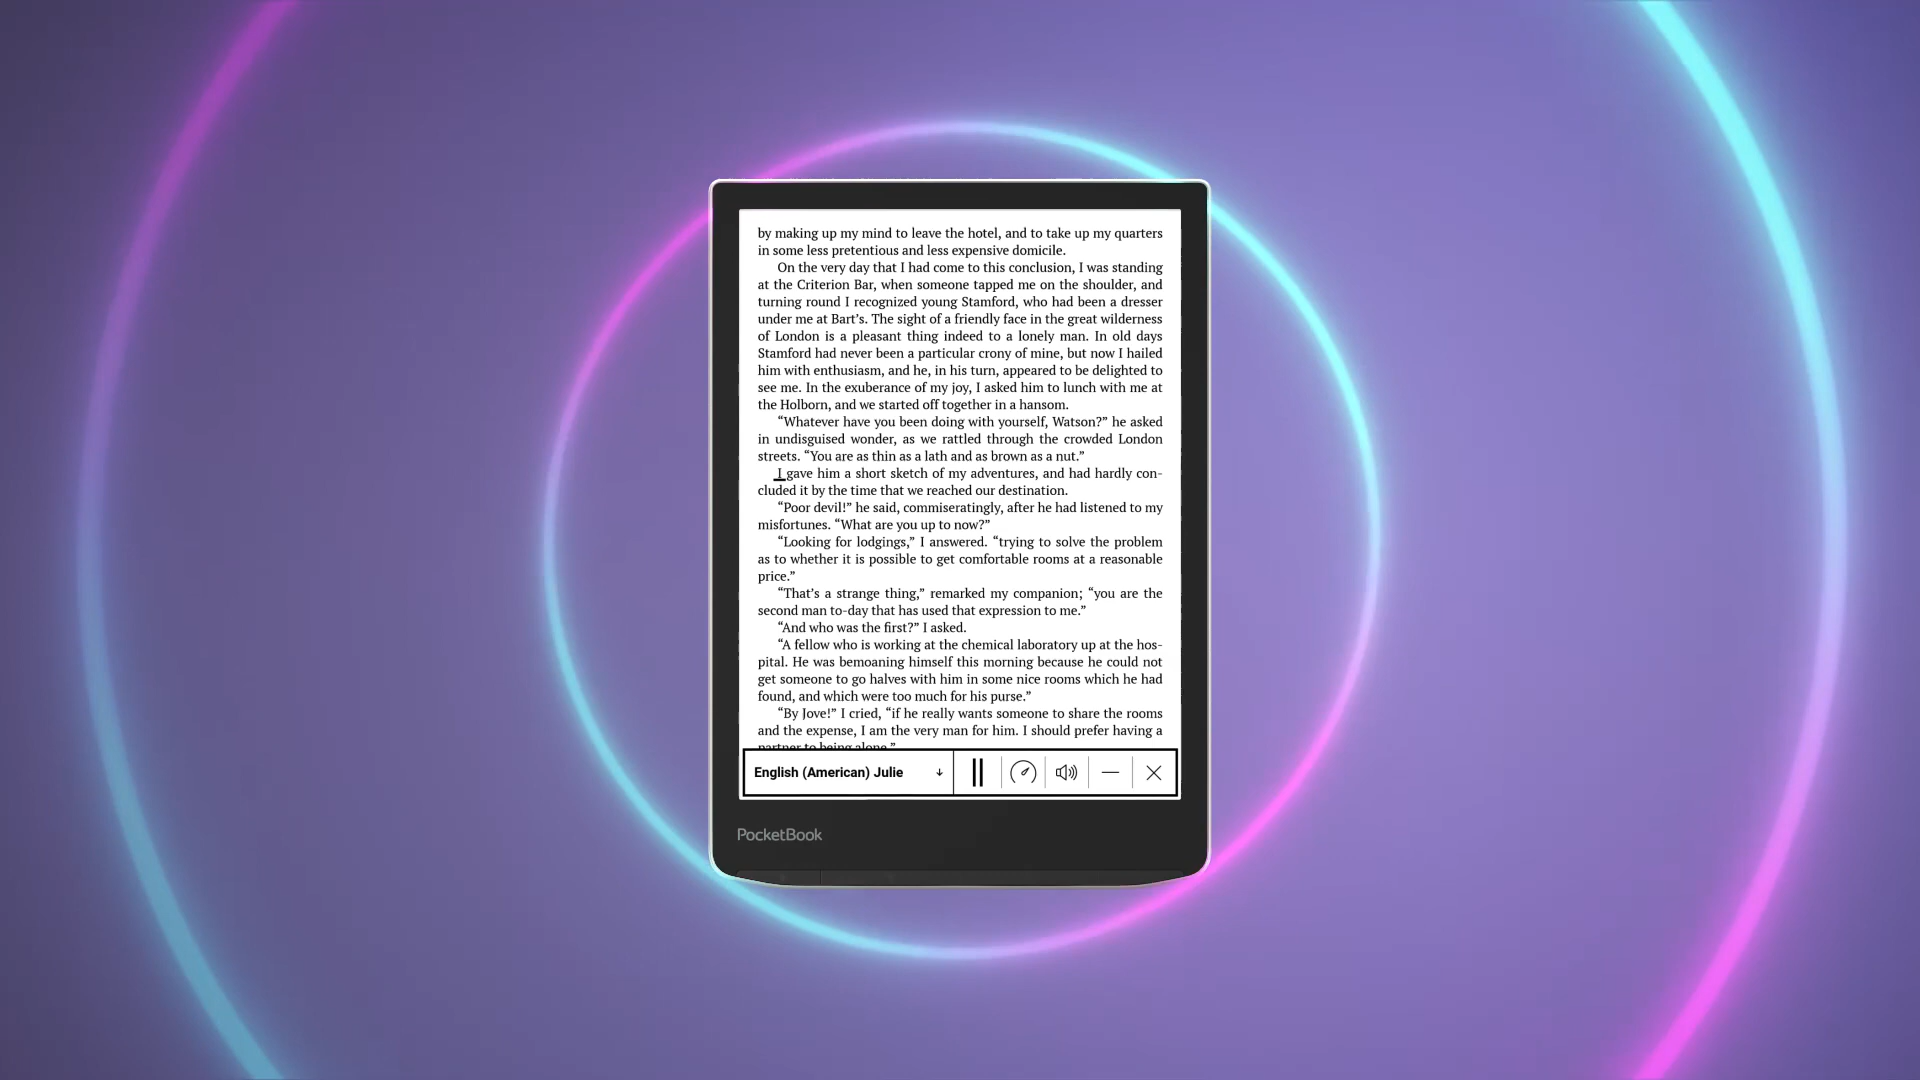 by making up my mind to leave the hotel, and to take up my quarters
in some less pretentious and less expensive domicile.
On the very day that I had come to this conclusion, I was standing
at the Criterion Bar, when someone tapped me on the shoulder, and
turning round I recognized young Stamford, who had been a dresser
under me at Bart’s. The sight of a friendly face in the great wilderness
of London is a pleasant thing indeed to a lonely man. In old days
Stamford had never been a particular crony of mine, but now I hailed
him with enthusiasm, and he, in his turn, appeared to be delighted to
see me. In the exuberance of my joy, I asked him to lunch with me at
the Holborn, and we started off together in a hansom.
“Whatever have you been doing with yourself, Watson?” he asked
in undisguised wonder, as we rattled through the crowded London
streets. “You are as thin as a lath and as brown as a nut.”
I gave him a short sketch of my adventures, and had hardly con-
cluded it by the time that we reached our destination.
“Poor devil!” he said, commiseratingly, after he had listened to my
misfortunes. “What are you up to now?”
“Looking for lodgings,” I answered. “trying to solve the problem
as to whether it is possible to get comfortable rooms at a reasonable
price.”
“That’s a strange thing,” remarked my companion; “you are the
second man to-day that has used that expression to me.”
“And who was the first?” I asked.
“A fellow who is working at the chemical laboratory up at the hos-
pital. He was bemoaning himself this morning because he could not
get someone to go halves with him in some nice rooms which he had
found, and which were too much for his purse.”
“By Jove!” I cried, “if he really wants someone to share the rooms
and the expense, I am the very man for him. I should prefer having a
partner to being alone.”
English (American) Julie
PocketBook